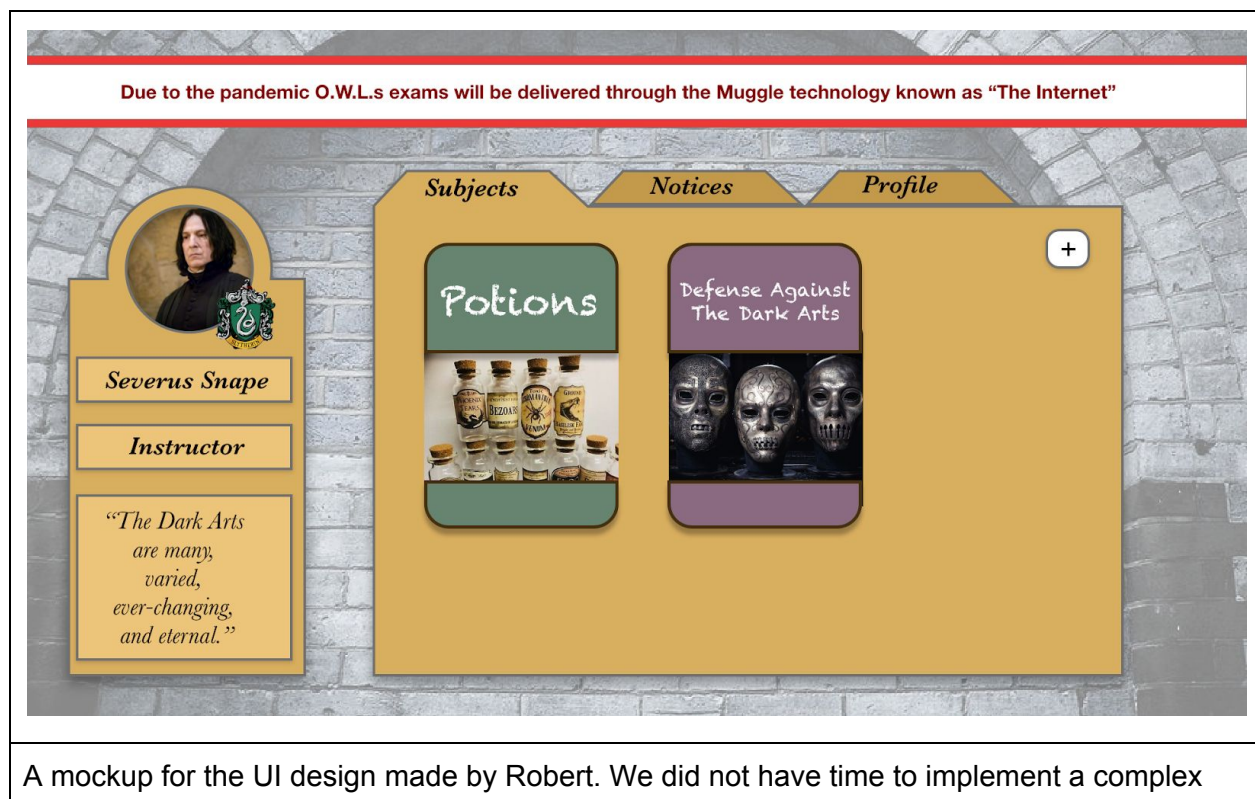 Due to the pandemic O.W.L.s exams will be delivered through the Muggle technology known as “The Internet”
Subjects
Notices
Profile
+
Potions
Defense Against
The Dark Arts
BEZOAR
SLYTHERIN
Severus Snape
Instructor
“The Dark Arts
are many,
varied,
ever-changing,
and eternal.”
A mockup for the UI design made by Robert. We did not have time to implement a complex